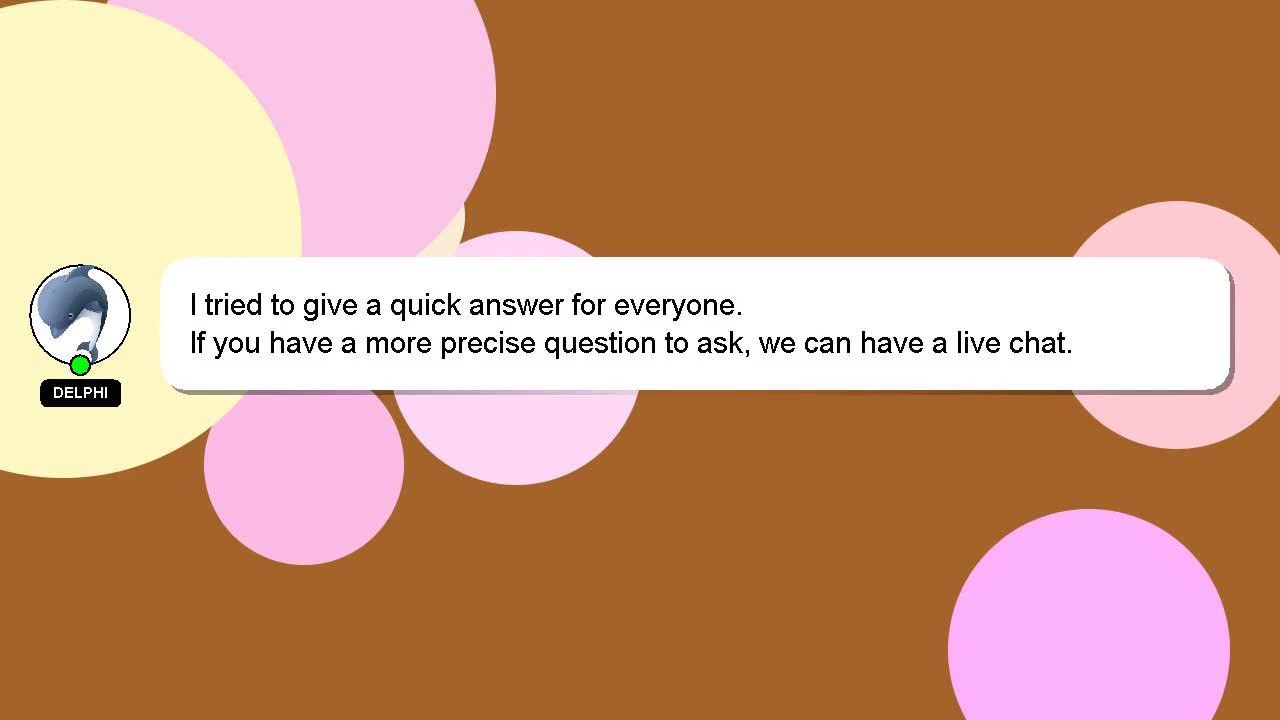 I tried to give a quick answer for everyone.
If you have a more precise question to ask, we can have a live chat.
DELPHI